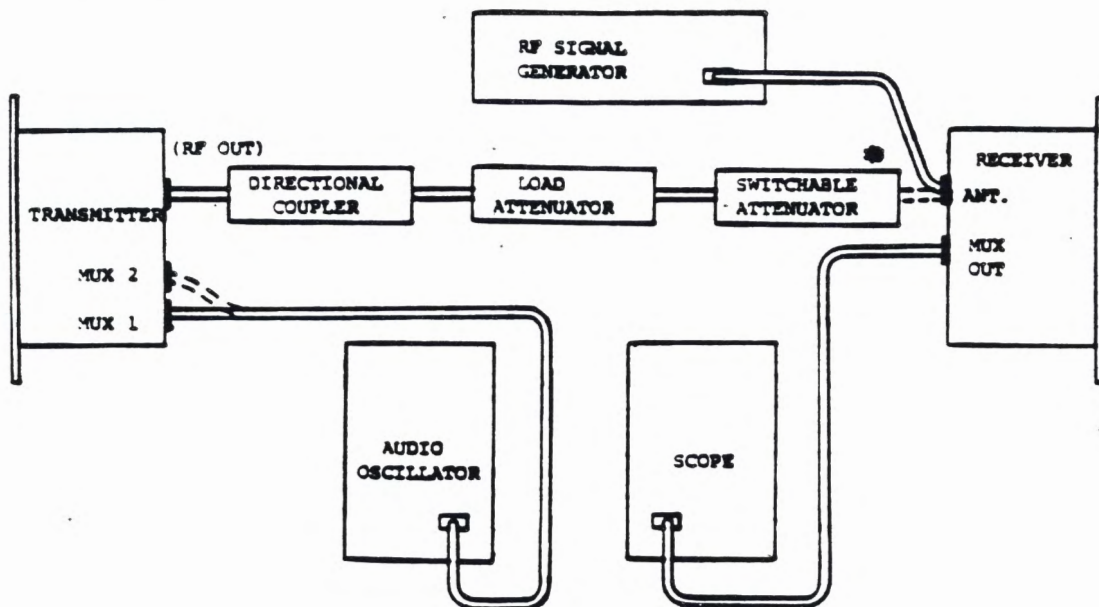 RF SIGNAL
GENERATOR
(RF OUT)
*
RECEIVER
DIRECTIONAL
COUPLER
LOAD
ATTENUATOR
SWITCHABLE
ATTENUATOR
ANT.
TRANSMITTER
MUX
OUT
MUX 2
MUX 1
AUDIO
OSCILLATOR
SCOPE